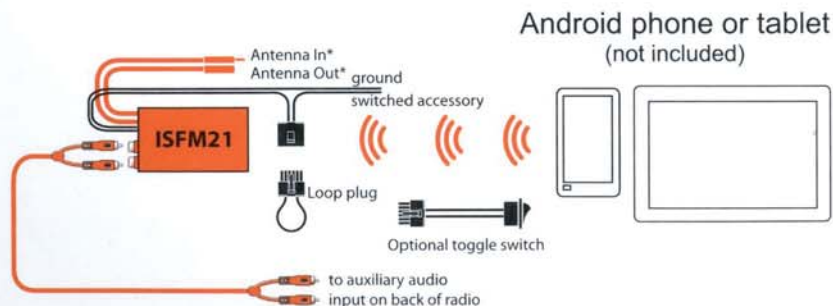 Android phone or tablet
(not included)
Antenna In*
Antenna Out*
ground
switched accessory
ISFM21
Loop plug
Optional toggle switch
to auxiliary audio
input on back of radio